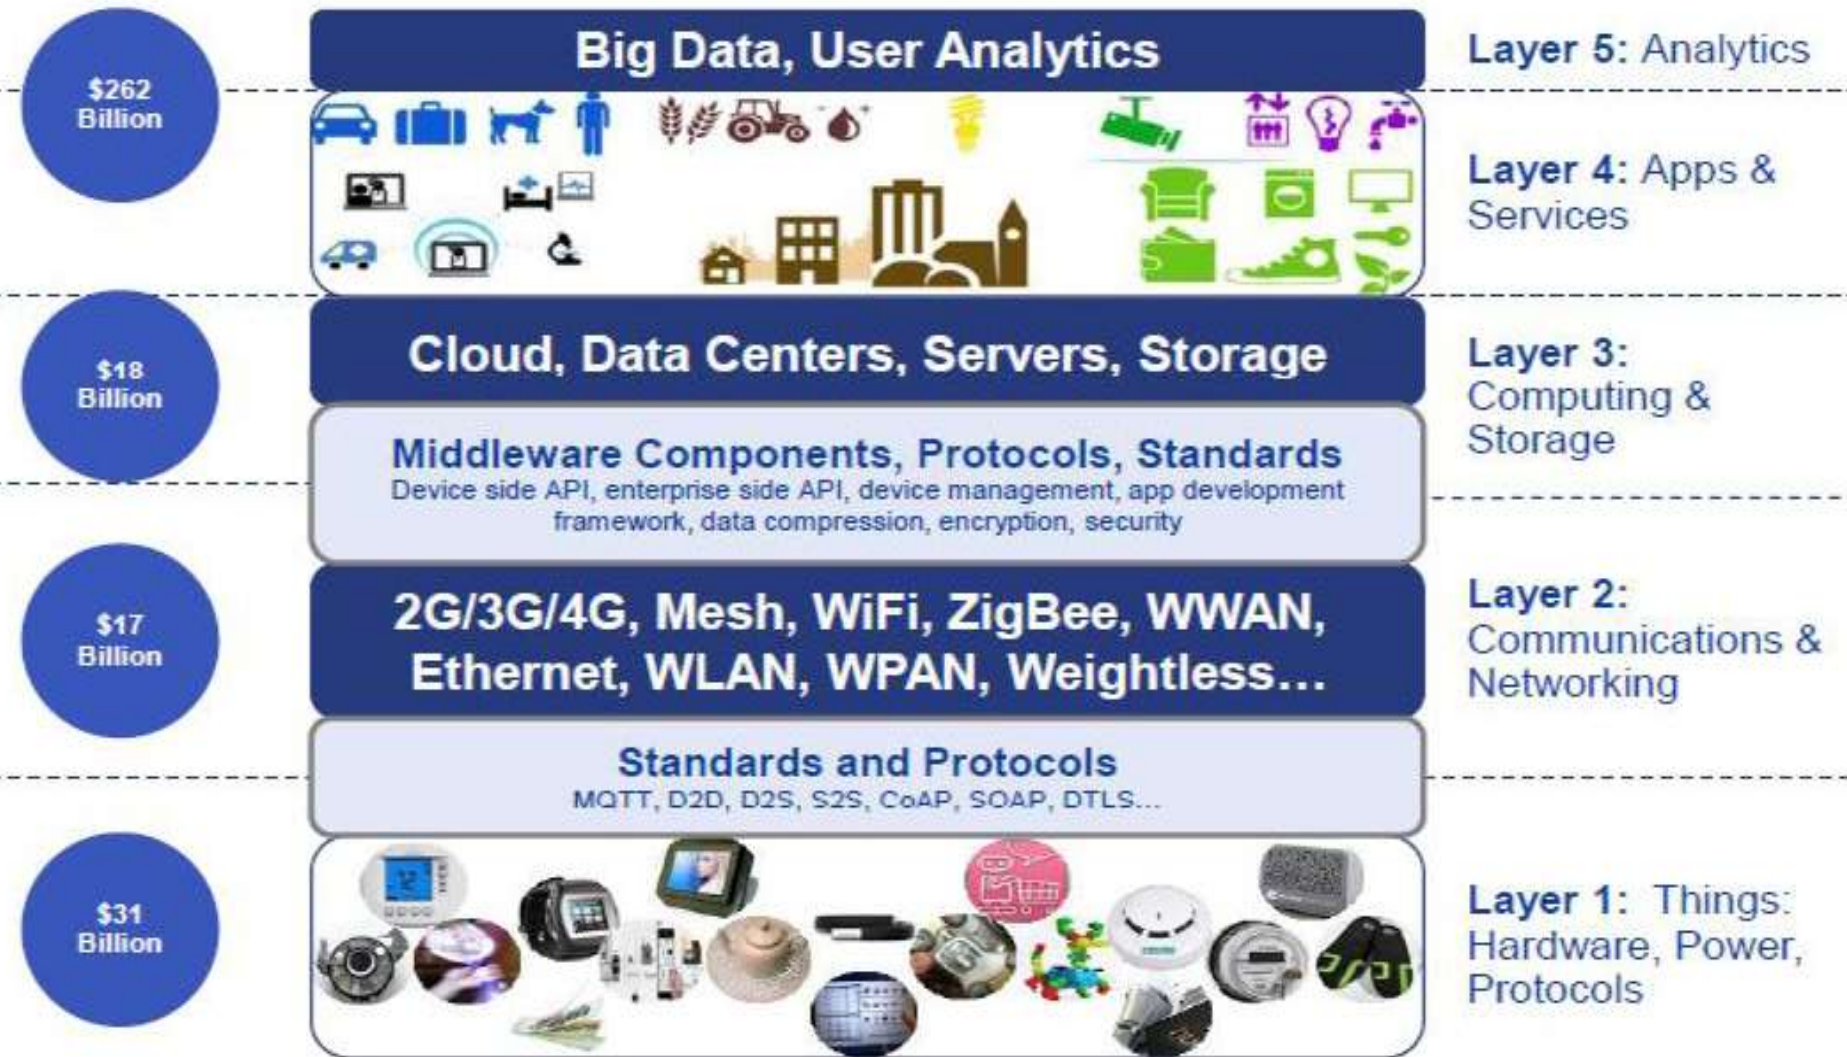 $262
Billion
Big Data, User Analytics
Layer 5: Analytics
Layer 4: Apps &
Services
$18
Billion
Cloud, Data Centers, Servers, Storage
Layer 3:
Computing &
Storage
Middleware Components, Protocols, Standards
Device side API, enterprise side API, device management, app development
framework, data compression, encryption, security
$17
Billion
2G/3G/4G, Mesh, WiFi, ZigBee, WWAN,
Ethernet, WLAN, WPAN, Weightless...
Layer 2:
Communications &
Networking
Standards and Protocols
MQTT, D2D, D2S, S2S, CoAP, SOAP, DTLS...
$31
Billion
Layer 1: Things:
Hardware, Power,
Protocols